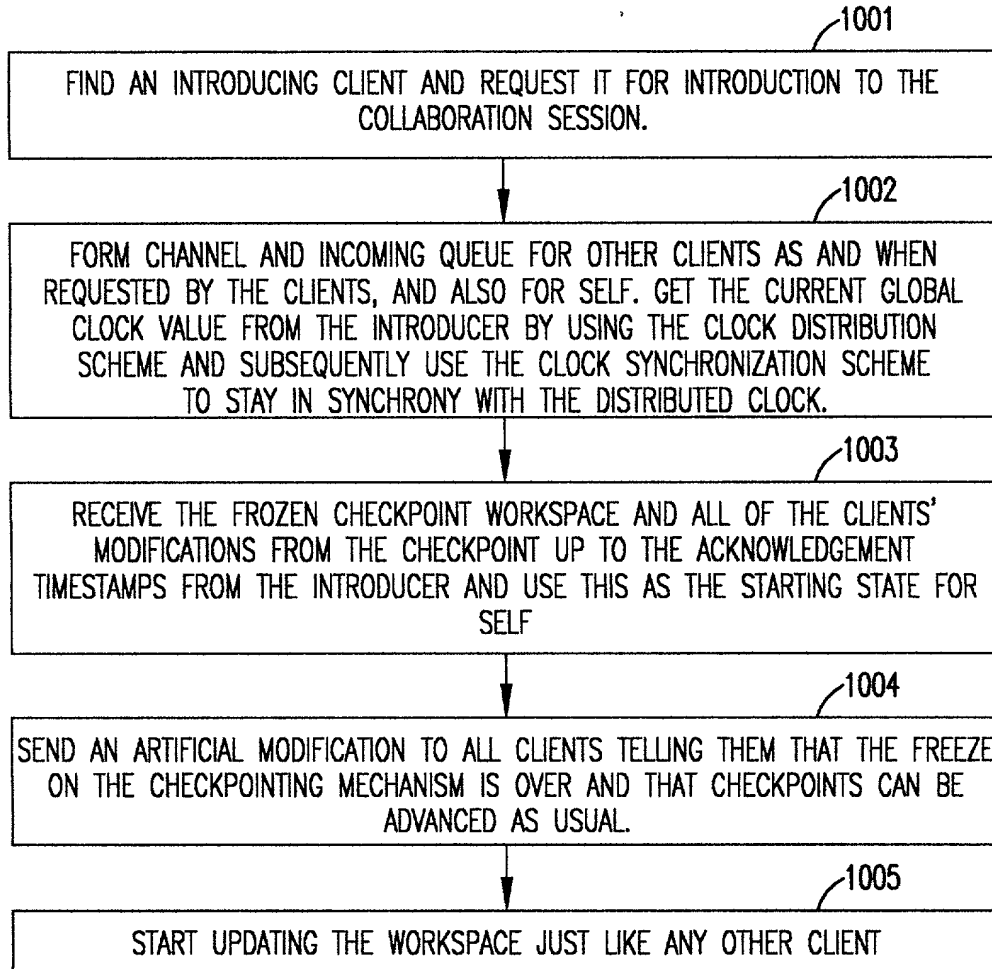 1001
FIND AN INTRODUCING CLIENT AND REQUEST IT FOR INTRODUCTION TO THE
COLLABORATION SESSION.
1002
FORM CHANNEL AND INCOMING QUEUE FOR OTHER CLIENTS AS AND WHEN
REQUESTED BY THE CLIENTS, AND ALSO FOR SELF. GET THE CURRENT GLOBAL
CLOCK VALUE FROM THE INTRODUCER BY USING THE CLOCK DISTRIBUTION
SCHEME AND SUBSEQUENTLY USE THE CLOCK SYNCHRONIZATION SCHEME
TO STAY IN SYNCHRONY WITH THE DISTRIBUTED CLOCK.
1003
RECEIVE THE FROZEN CHECKPOINT WORKSPACE AND ALL OF THE CLIENTS'
MODIFICATIONS FROM THE CHECKPOINT UP TO THE ACKNOWLEDGEMENT
TIMESTAMPS FROM THE INTRODUCER AND USE THIS AS THE STARTING STATE FOR
SELF
1004
SEND AN ARTIFICIAL MODIFICATION TO ALL CLIENTS TELLING THEM THAT THE FREEZE
ON THE CHECKPOINTING MECHANISM IS OVER AND THAT CHECKPOINTS CAN BE
ADVANCED AS USUAL.
1005
START UPDATING THE WORKSPACE JUST LIKE ANY OTHER CLIENT